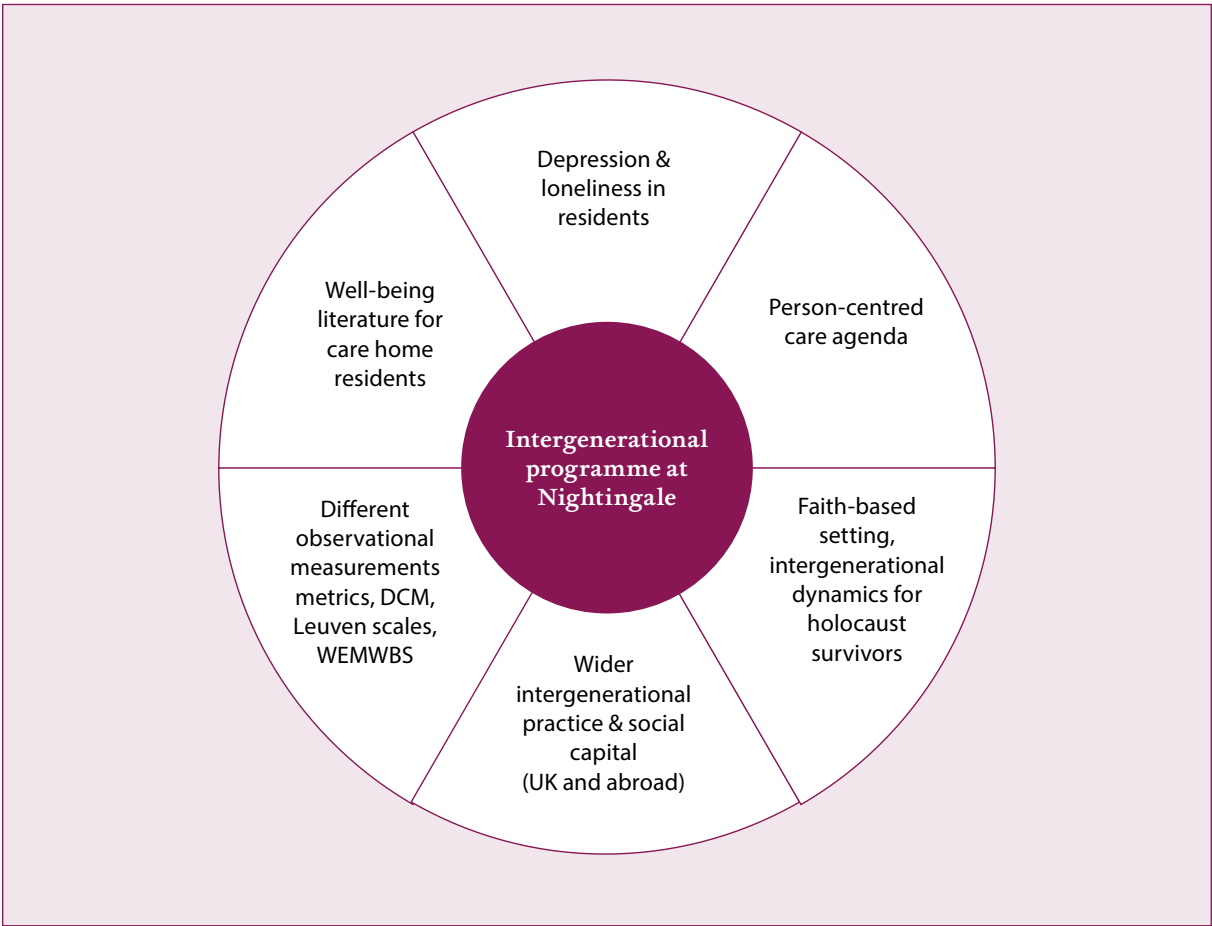 Depression &
loneliness in
residents
Person-centred
care agenda
Faith-based
setting,
intergenerational
dynamics for
holocaust
survivors
Wider
intergenerational
practice & social
capital
(UK and abroad)
Different
observational
measurements
metrics, DCM,
Leuven scales,
WEMWBS
Well-being
literature for
care home
residents
Intergenerational
programme at
Nightingale